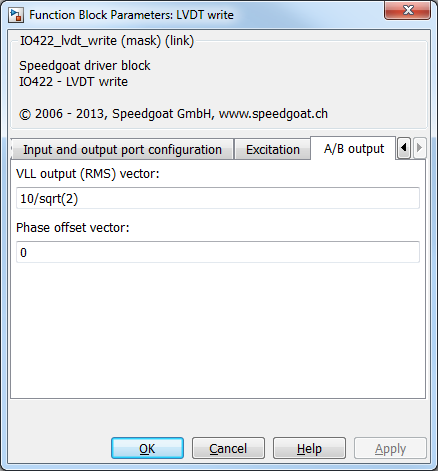 Function Block Parameters: LVDT write
IO422_lvdt_write (mask) (link)
Speedgoat driver block
IO422 - LVDT write
© 2006 - 2013, Speedgoat GmbH, www.speedgoat.ch
Input and output port configuration Excitation A/B output
VLL output (RMS) vector:
10/sqrt(2)
Phase offset vector:
0
OK Cancel Help Apply